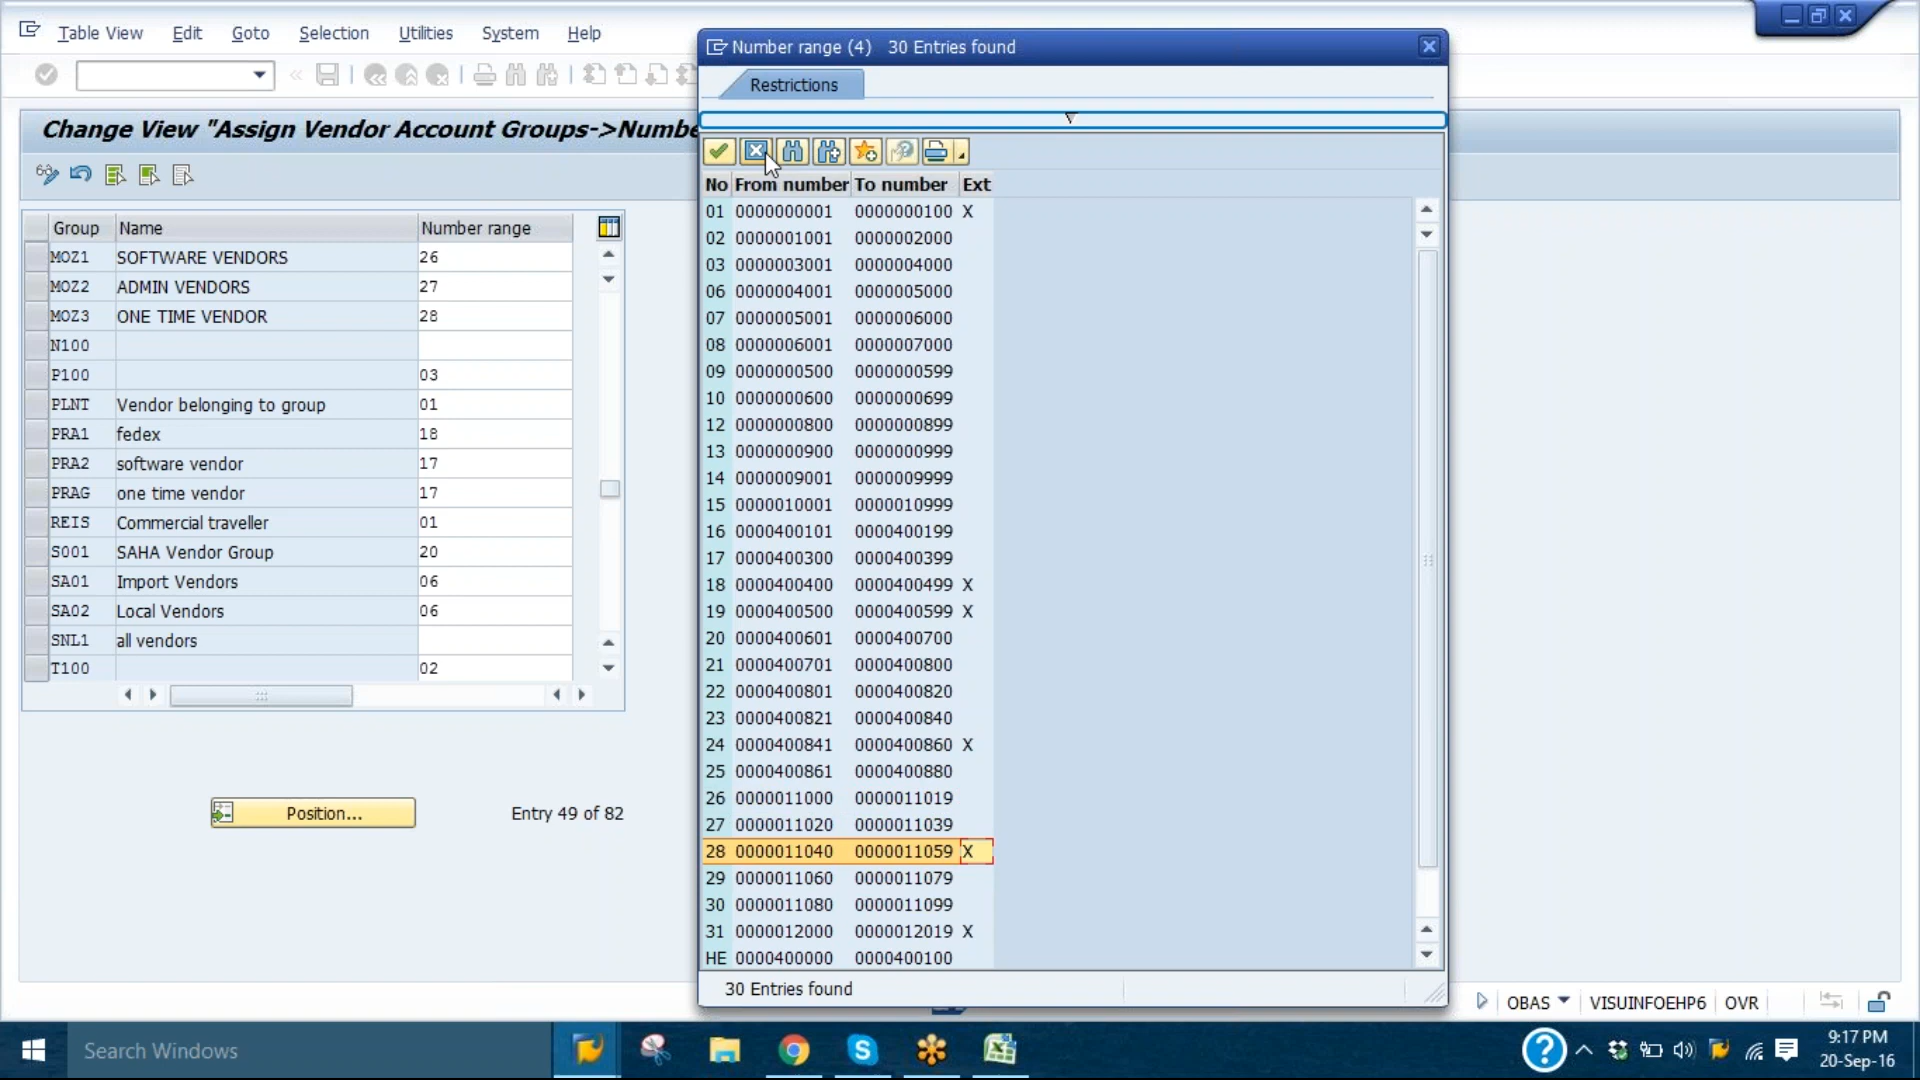 Table View Edit Goto Selection Utilities System Help
Change View "Assign Vendor Account Groups->Numbe
Group Name Number range
MOZ1 SOFTWARE VENDORS 26
MOZ2 ADMIN VENDORS 27
MOZ3 ONE TIME VENDOR 28
N100
P100 03
PLNT Vendor belonging to group 01
PRA1 fedex 18
PRA2 software vendor 17
PRAG one time vendor 17
REIS Commercial traveller 01
S001 SAHA Vendor Group 20
SA01 Import Vendors 06
SA02 Local Vendors 06
SNL1 all vendors
T100 02
Position... Entry 49 of 82
Number range (4) 30 Entries found
Restrictions
No From number To number Ext
01 0000000001 0000000100 X
02 0000001001 0000002000
03 0000003001 0000004000
06 0000004001 0000005000
07 0000005001 0000006000
08 0000006001 0000007000
09 0000000500 0000000599
10 0000000600 0000000699
12 0000000800 0000000899
13 0000000900 0000000999
14 0000009001 0000009999
15 0000010001 0000010999
16 0000400101 0000400199
17 0000400300 0000400399
18 0000400400 0000400499 X
19 0000400500 0000400599 X
20 0000400601 0000400700
21 0000400701 0000400800
22 0000400801 0000400820
23 0000400821 0000400840
24 0000400841 0000400860 X
25 0000400861 0000400880
26 0000011000 0000011019
27 0000011020 0000011039
28 0000011040 0000011059 X
29 0000011060 0000011079
30 0000011080 0000011099
31 0000012000 0000012019 X
HE 0000400000 0000400100
30 Entries found
OBAS VISUINFOEHP6 OVR
Search Windows
9:17 PM
20-Sep-16